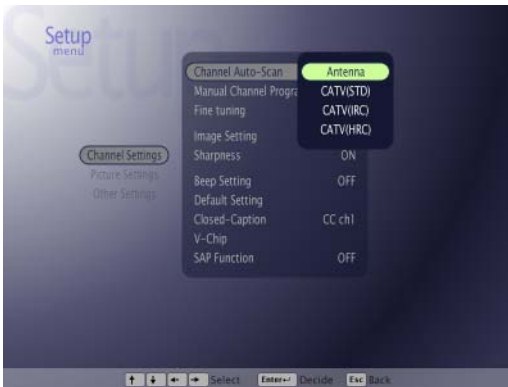 Setup
menu
Channel Auto-Scan
Antenna
Manual Channel Progra
CATV(STD)
Fine tuning
CATV(IRC)
CATV(HRC)
Image Setting
Channel Settings
Sharpness ON
Picture Settings
Beep Setting OFF
Other Settings
Default Setting
Closed-Caption CC ch1
V-Chip
SAP Function OFF
↑ ↓ ← → Select Enter↵ Decide Esc Back